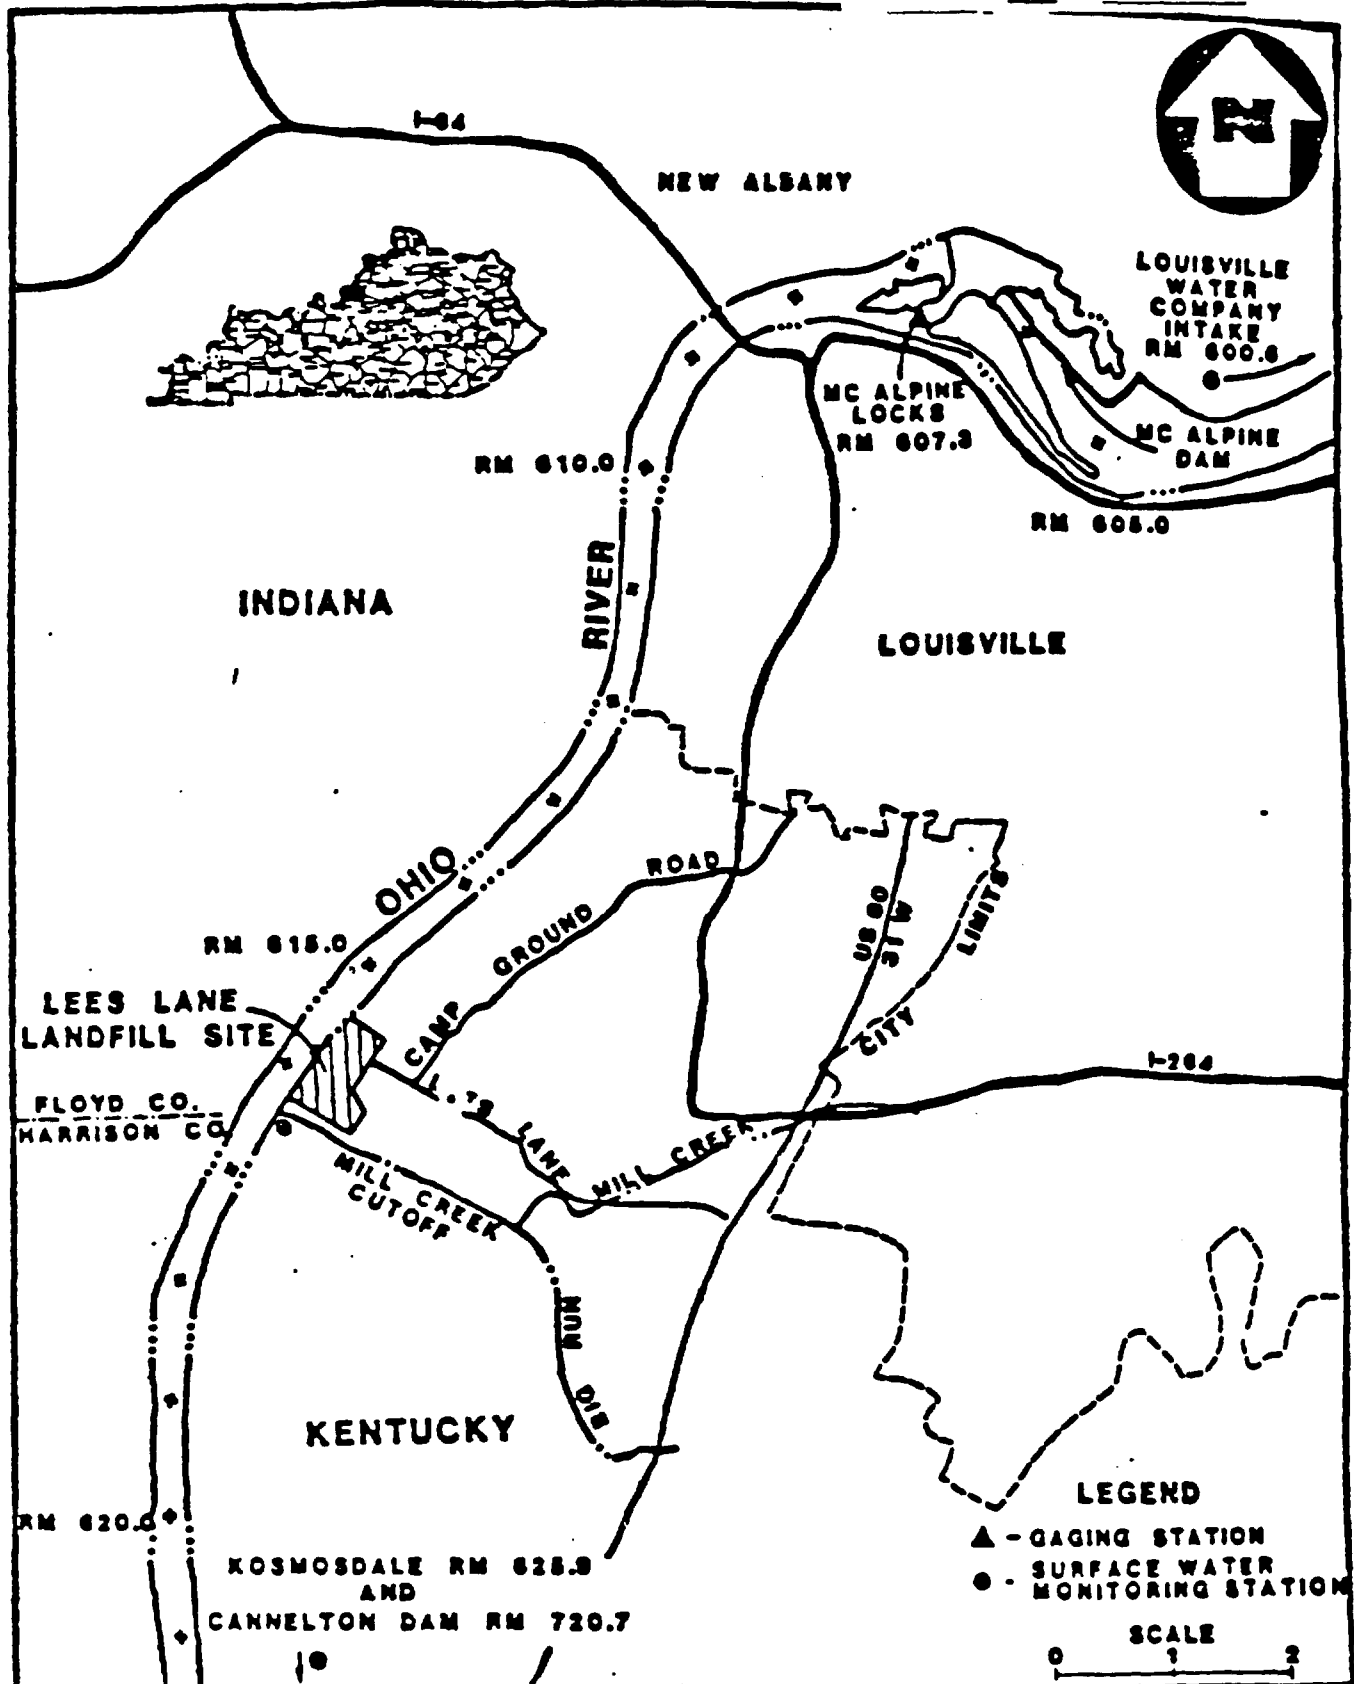 I-64
N
NEW ALBANY
LOUISVILLE
WATER
COMPANY
INTAKE
RM 600.6
MC ALPINE
LOCKS
RM 607.3
MC ALPINE
DAM
RM 610.0
RM 605.0
INDIANA
RIVER
LOUISVILLE
OHIO
ROAD
GROUND
CAMP
US 60
31 W
LIMITS
CITY
RM 615.0
LEES LANE
LANDFILL SITE
I-264
FLOYD CO.
HARRISON CO.
LANE
MILL CREEK
MILL CREEK
CUTOFF
RUN
BIG
KENTUCKY
LEGEND
RM 620.0
- GAGING STATION
- SURFACE WATER
MONITORING STATION
KOSMOSDALE RM 625.9
AND
CANNELTON DAM RM 720.7
SCALE
0 1 2